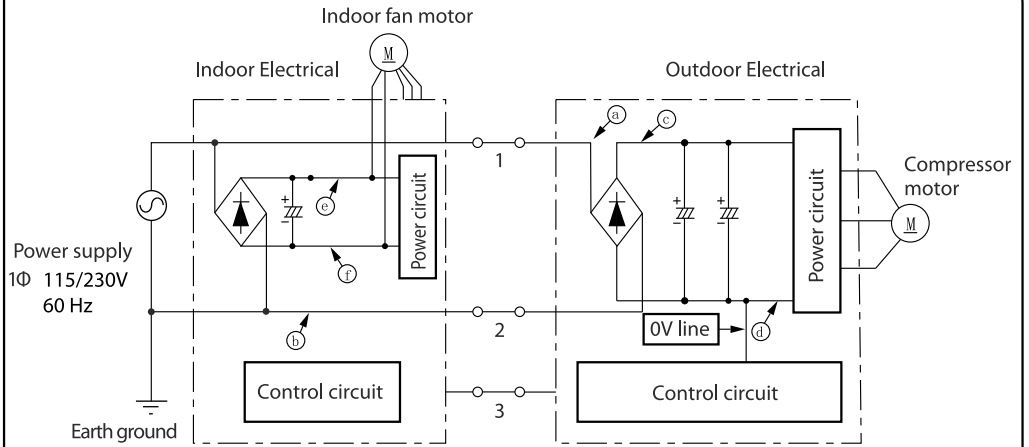 Indoor fan motor
M
Indoor Electrical
Outdoor Electrical
a
c
1
Compressor
motor
M
+
-
e
Power circuit
+
-
+
-
Power circuit
Power supply
1Φ 115/230V
60 Hz
f
b
2
0V line
d
Control circuit
3
Control circuit
Earth ground